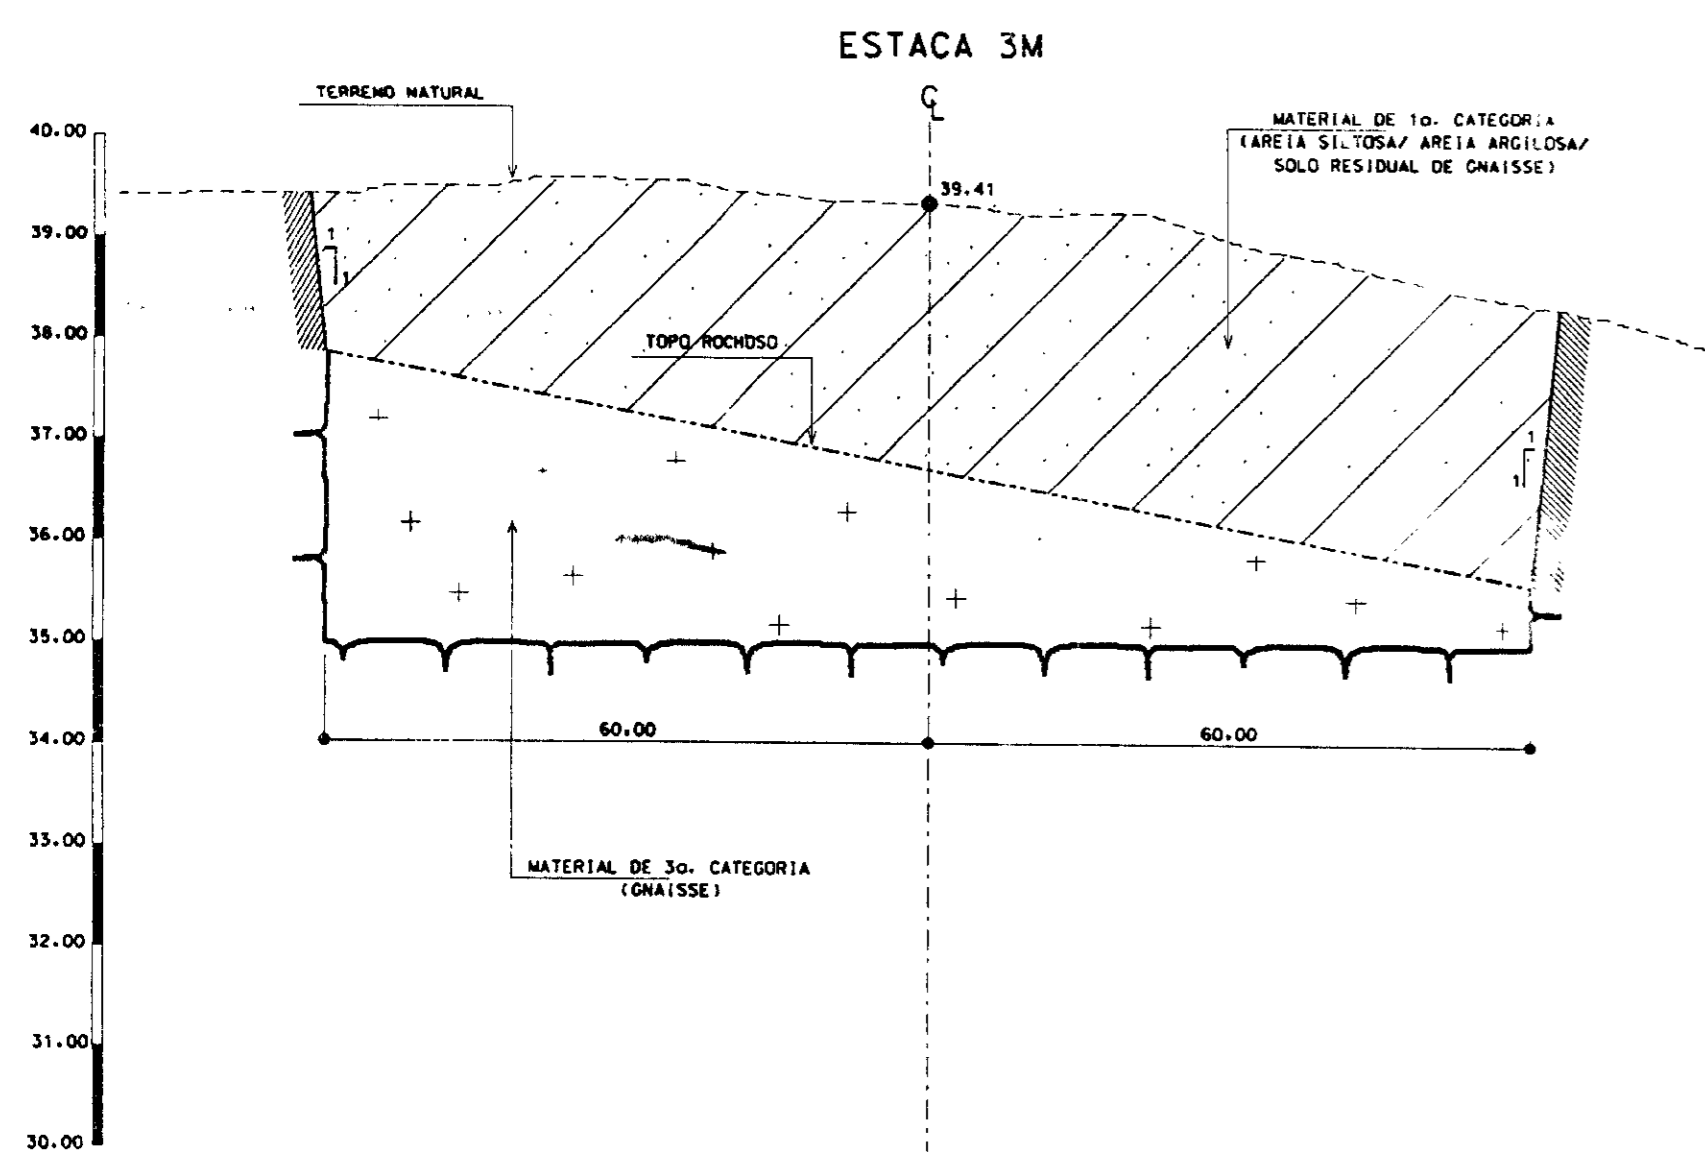 ESTACA 3M
TERRENO NATURAL
CL
MATERIAL DE 1a. CATEGORIA
(AREIA SILTOSA/ AREIA ARGILOSA/
SOLO RESIDUAL DE GNAISSE)
40.00
39.41
39.00
1
1
38.00
TOPO ROCHOSO
37.00
1
1
36.00
35.00
34.00
60.00
60.00
33.00
MATERIAL DE 3a. CATEGORIA
(GNAISSE)
32.00
31.00
30.00